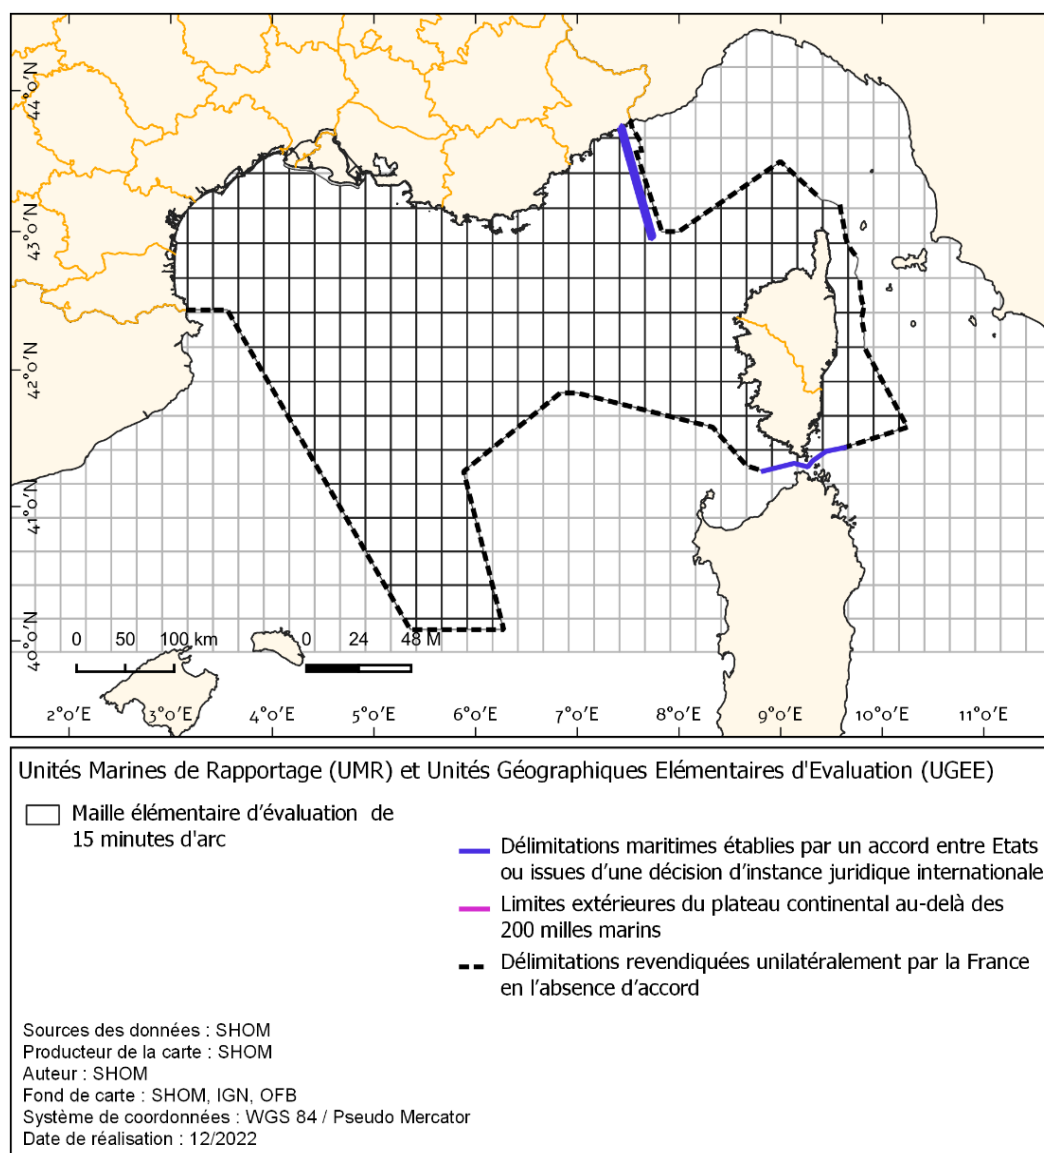 44°0'N
43°0'N
42°0'N
41°0'N
40°0'N
0 50 100 km
0 24 48 M
2°0'E 3°0'E 4°0'E 5°0'E 6°0'E 7°0'E 8°0'E 9°0'E 10°0'E 11°0'E
Unités Marines de Rapportage (UMR) et Unités Géographiques Elémentaires d'Evaluation (UGEE)
Maille élémentaire d'évaluation de
15 minutes d'arc
Délimitations maritimes établies par un accord entre Etats
ou issues d'une décision d'instance juridique internationale
Limites extérieures du plateau continental au-delà des
200 milles marins
Délimitations revendiquées unilatéralement par la France
en l'absence d'accord
Sources des données : SHOM
Producteur de la carte : SHOM
Auteur : SHOM
Fond de carte : SHOM, IGN, OFB
Système de coordonnées : WGS 84 / Pseudo Mercator
Date de réalisation : 12/2022